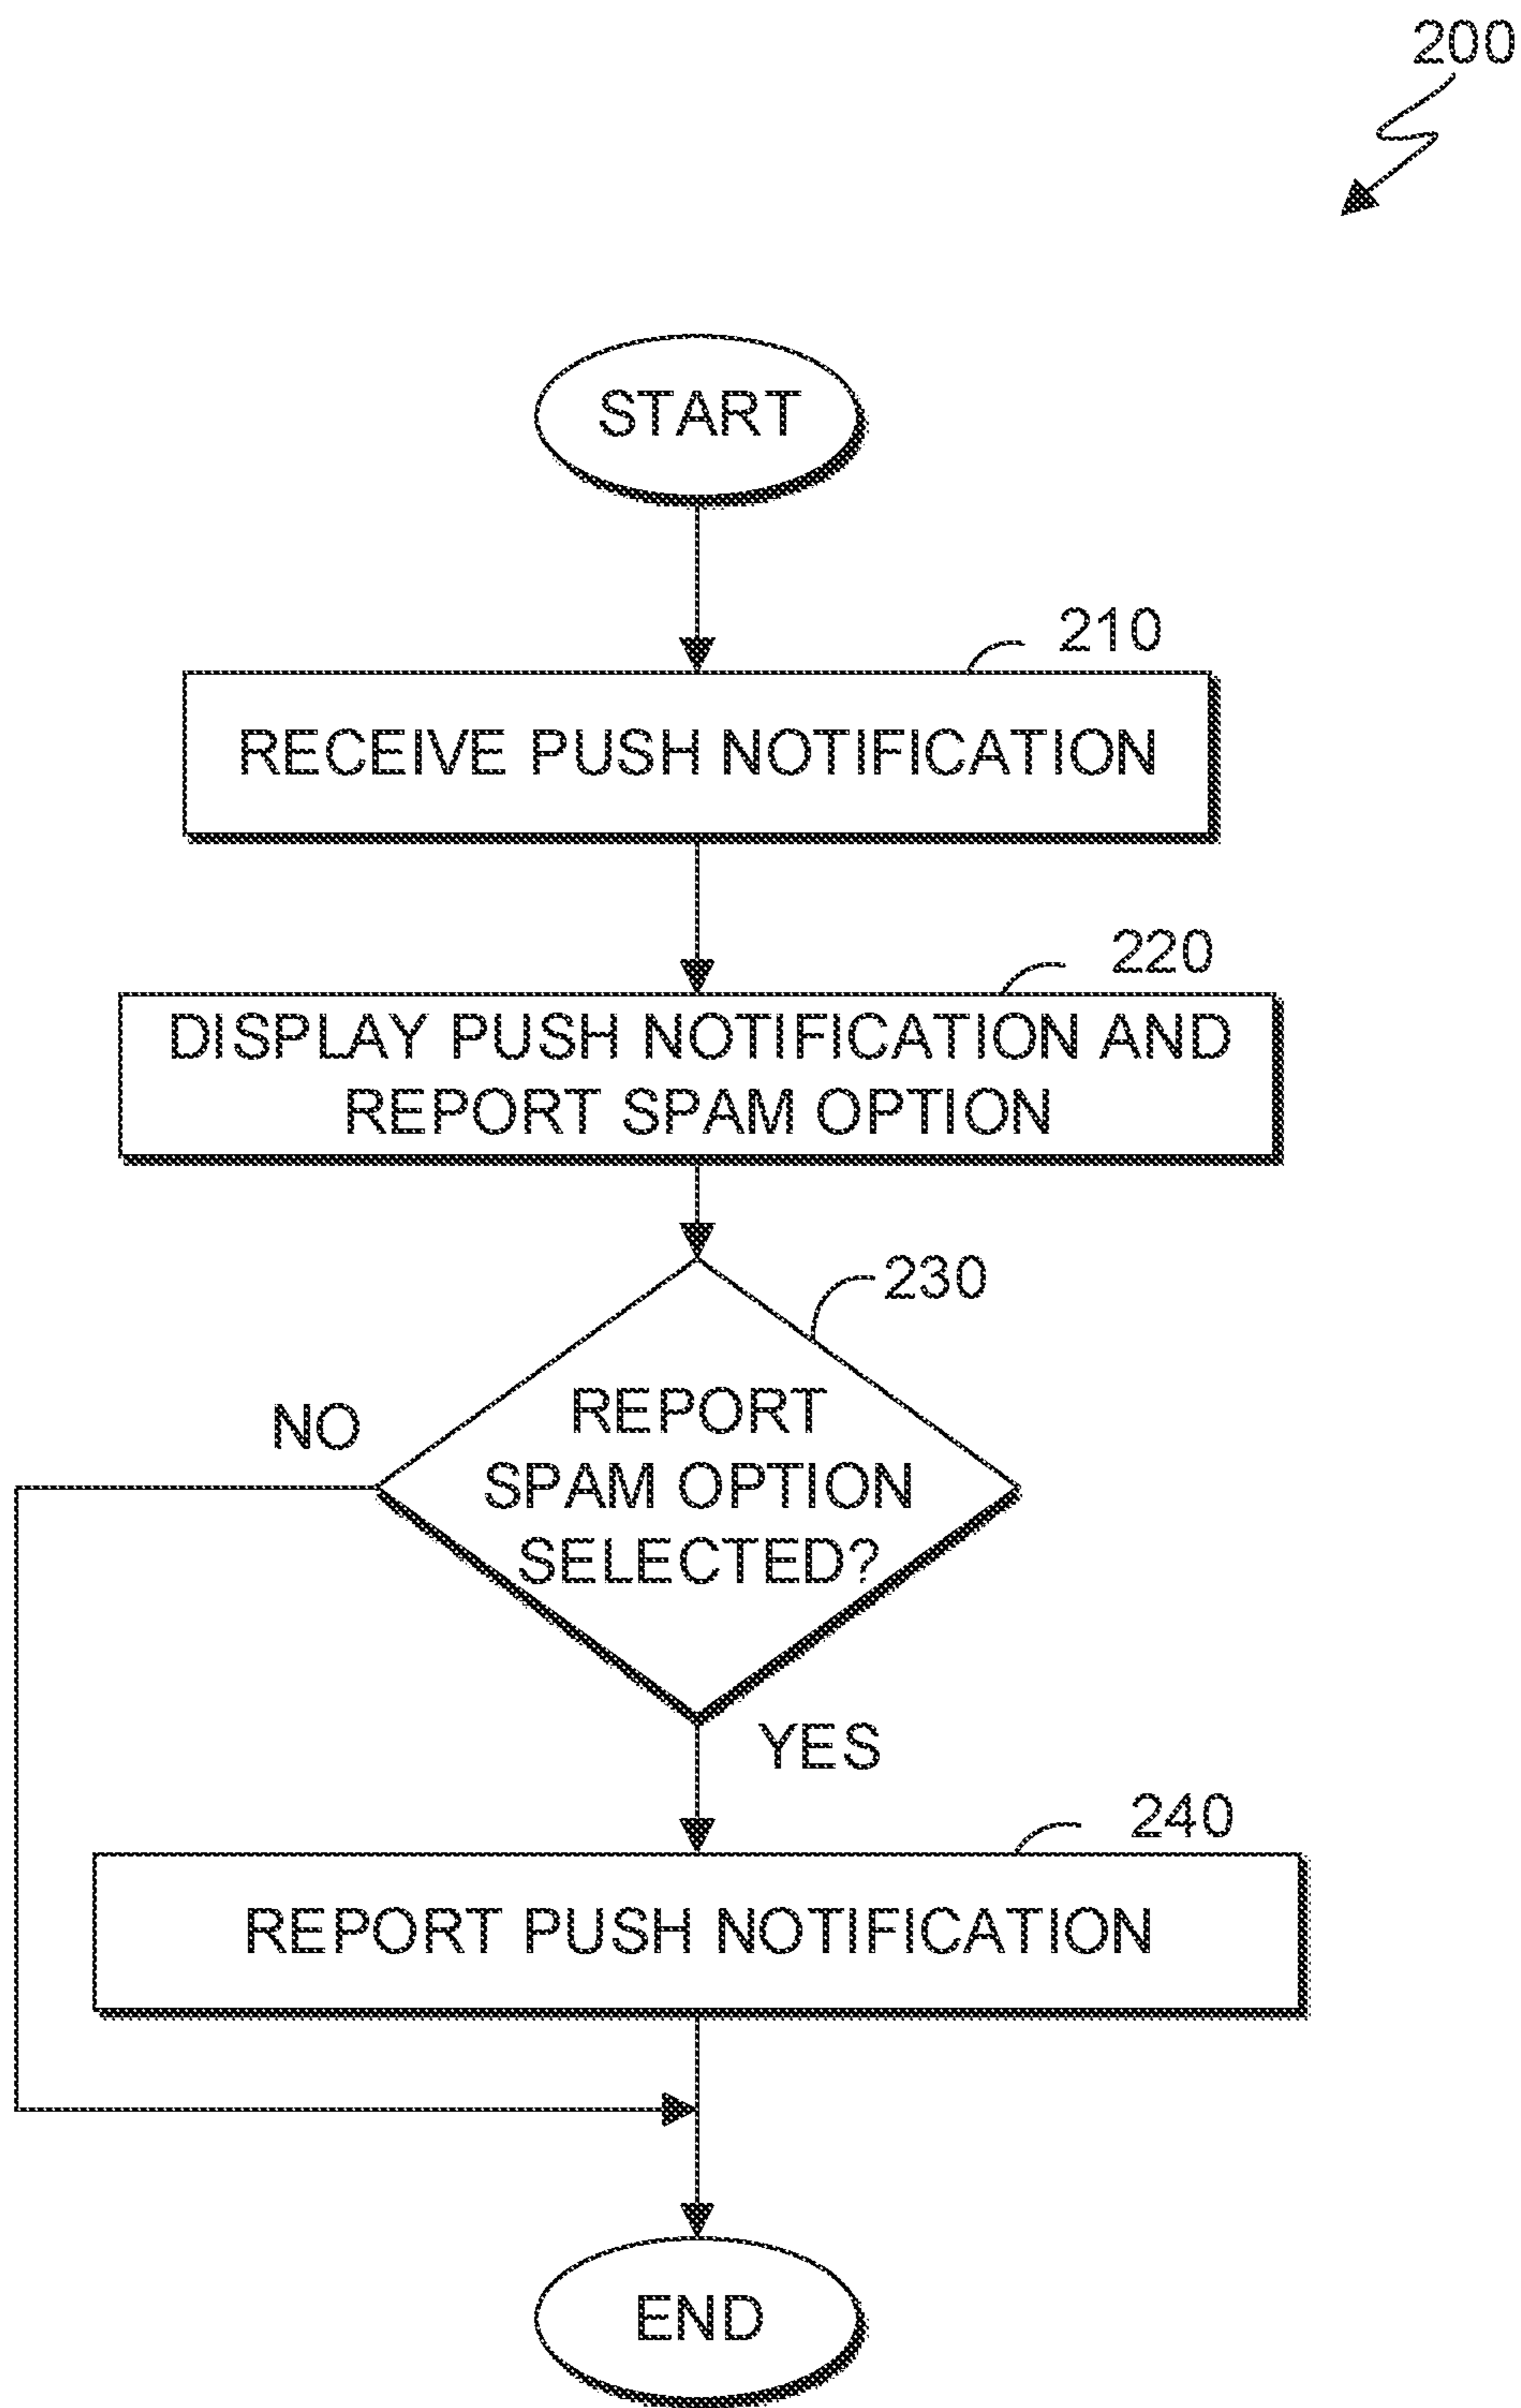 200
START
210
RECEIVE PUSH NOTIFICATION
220
DISPLAY PUSH NOTIFICATION AND
REPORT SPAM OPTION
230
NO
REPORT
SPAM OPTION
SELECTED?
YES
240
REPORT PUSH NOTIFICATION
END